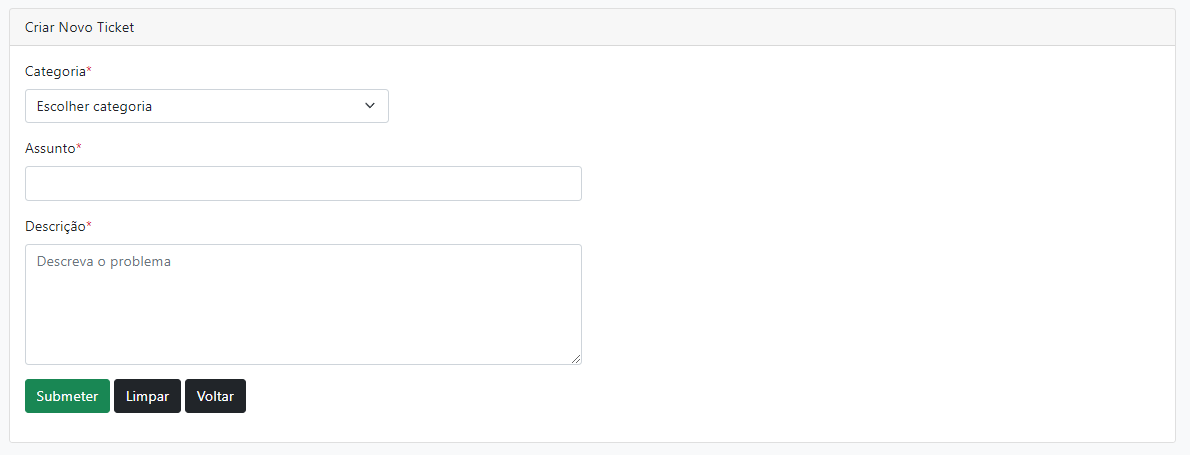 Criar Novo Ticket
Categoria*
Escolher categoria
Assunto*
Descrição*
Descreva o problema
Submeter Limpar Voltar